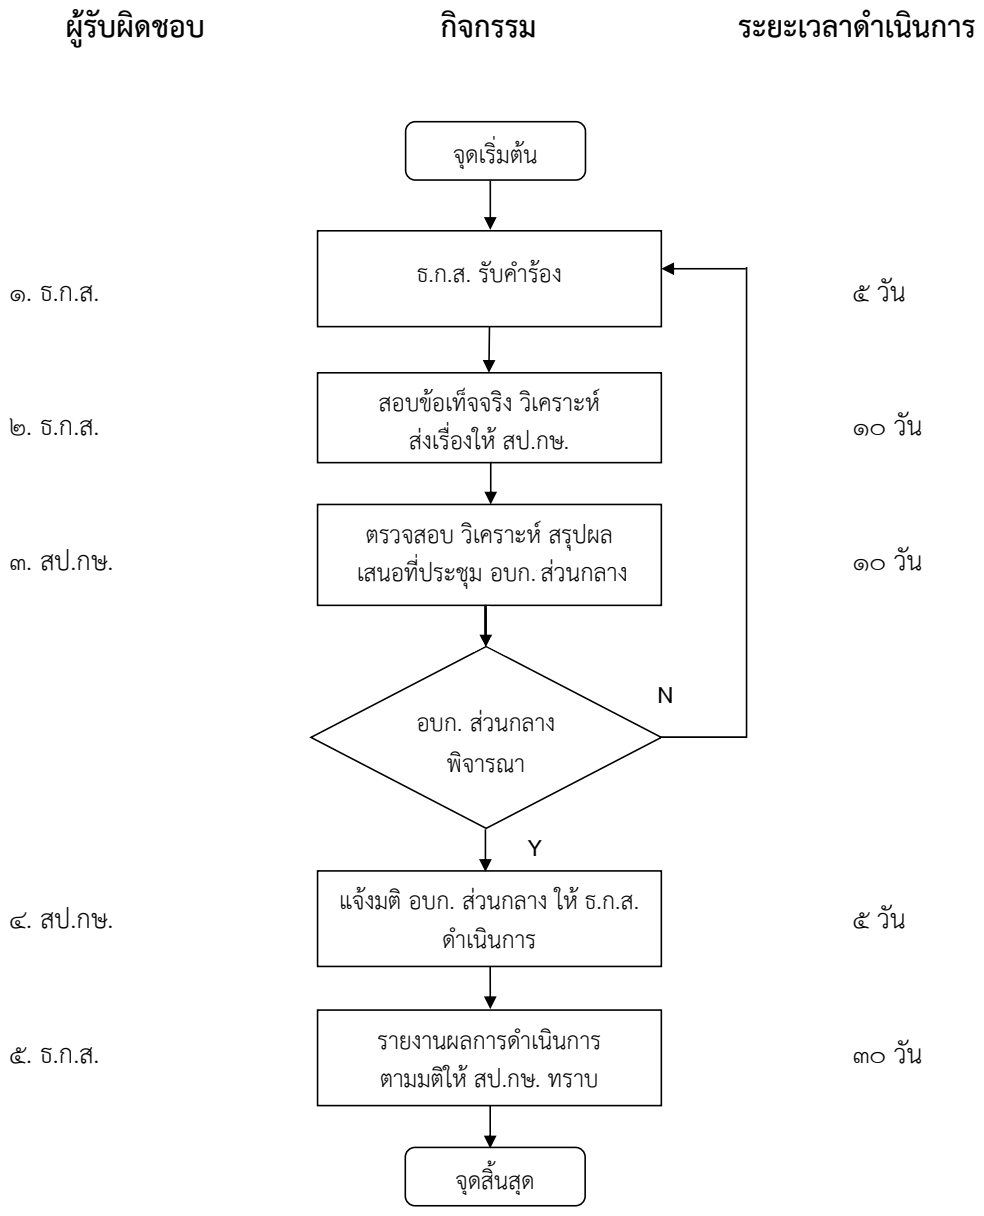 ผู้รับผิดชอบ กิจกรรม ระยะเวลาดำเนินการ
จุดเริ่มต้น
ธ.ก.ส. รับคำร้อง
๑. ธ.ก.ส. ๕ วัน
สอบข้อเท็จจริง วิเคราะห์
ส่งเรื่องให้ สป.กษ.
๒. ธ.ก.ส. ๑๐ วัน
ตรวจสอบ วิเคราะห์ สรุปผล
เสนอที่ประชุม อบก. ส่วนกลาง
๓. สป.กษ. ๑๐ วัน
N
อบก. ส่วนกลาง
พิจารณา
Y
แจ้งมติ อบก. ส่วนกลาง ให้ ธ.ก.ส.
ดำเนินการ
๔. สป.กษ. ๕ วัน
รายงานผลการดำเนินการ
ตามมติให้ สป.กษ. ทราบ
๕. ธ.ก.ส. ๓๐ วัน
จุดสิ้นสุด